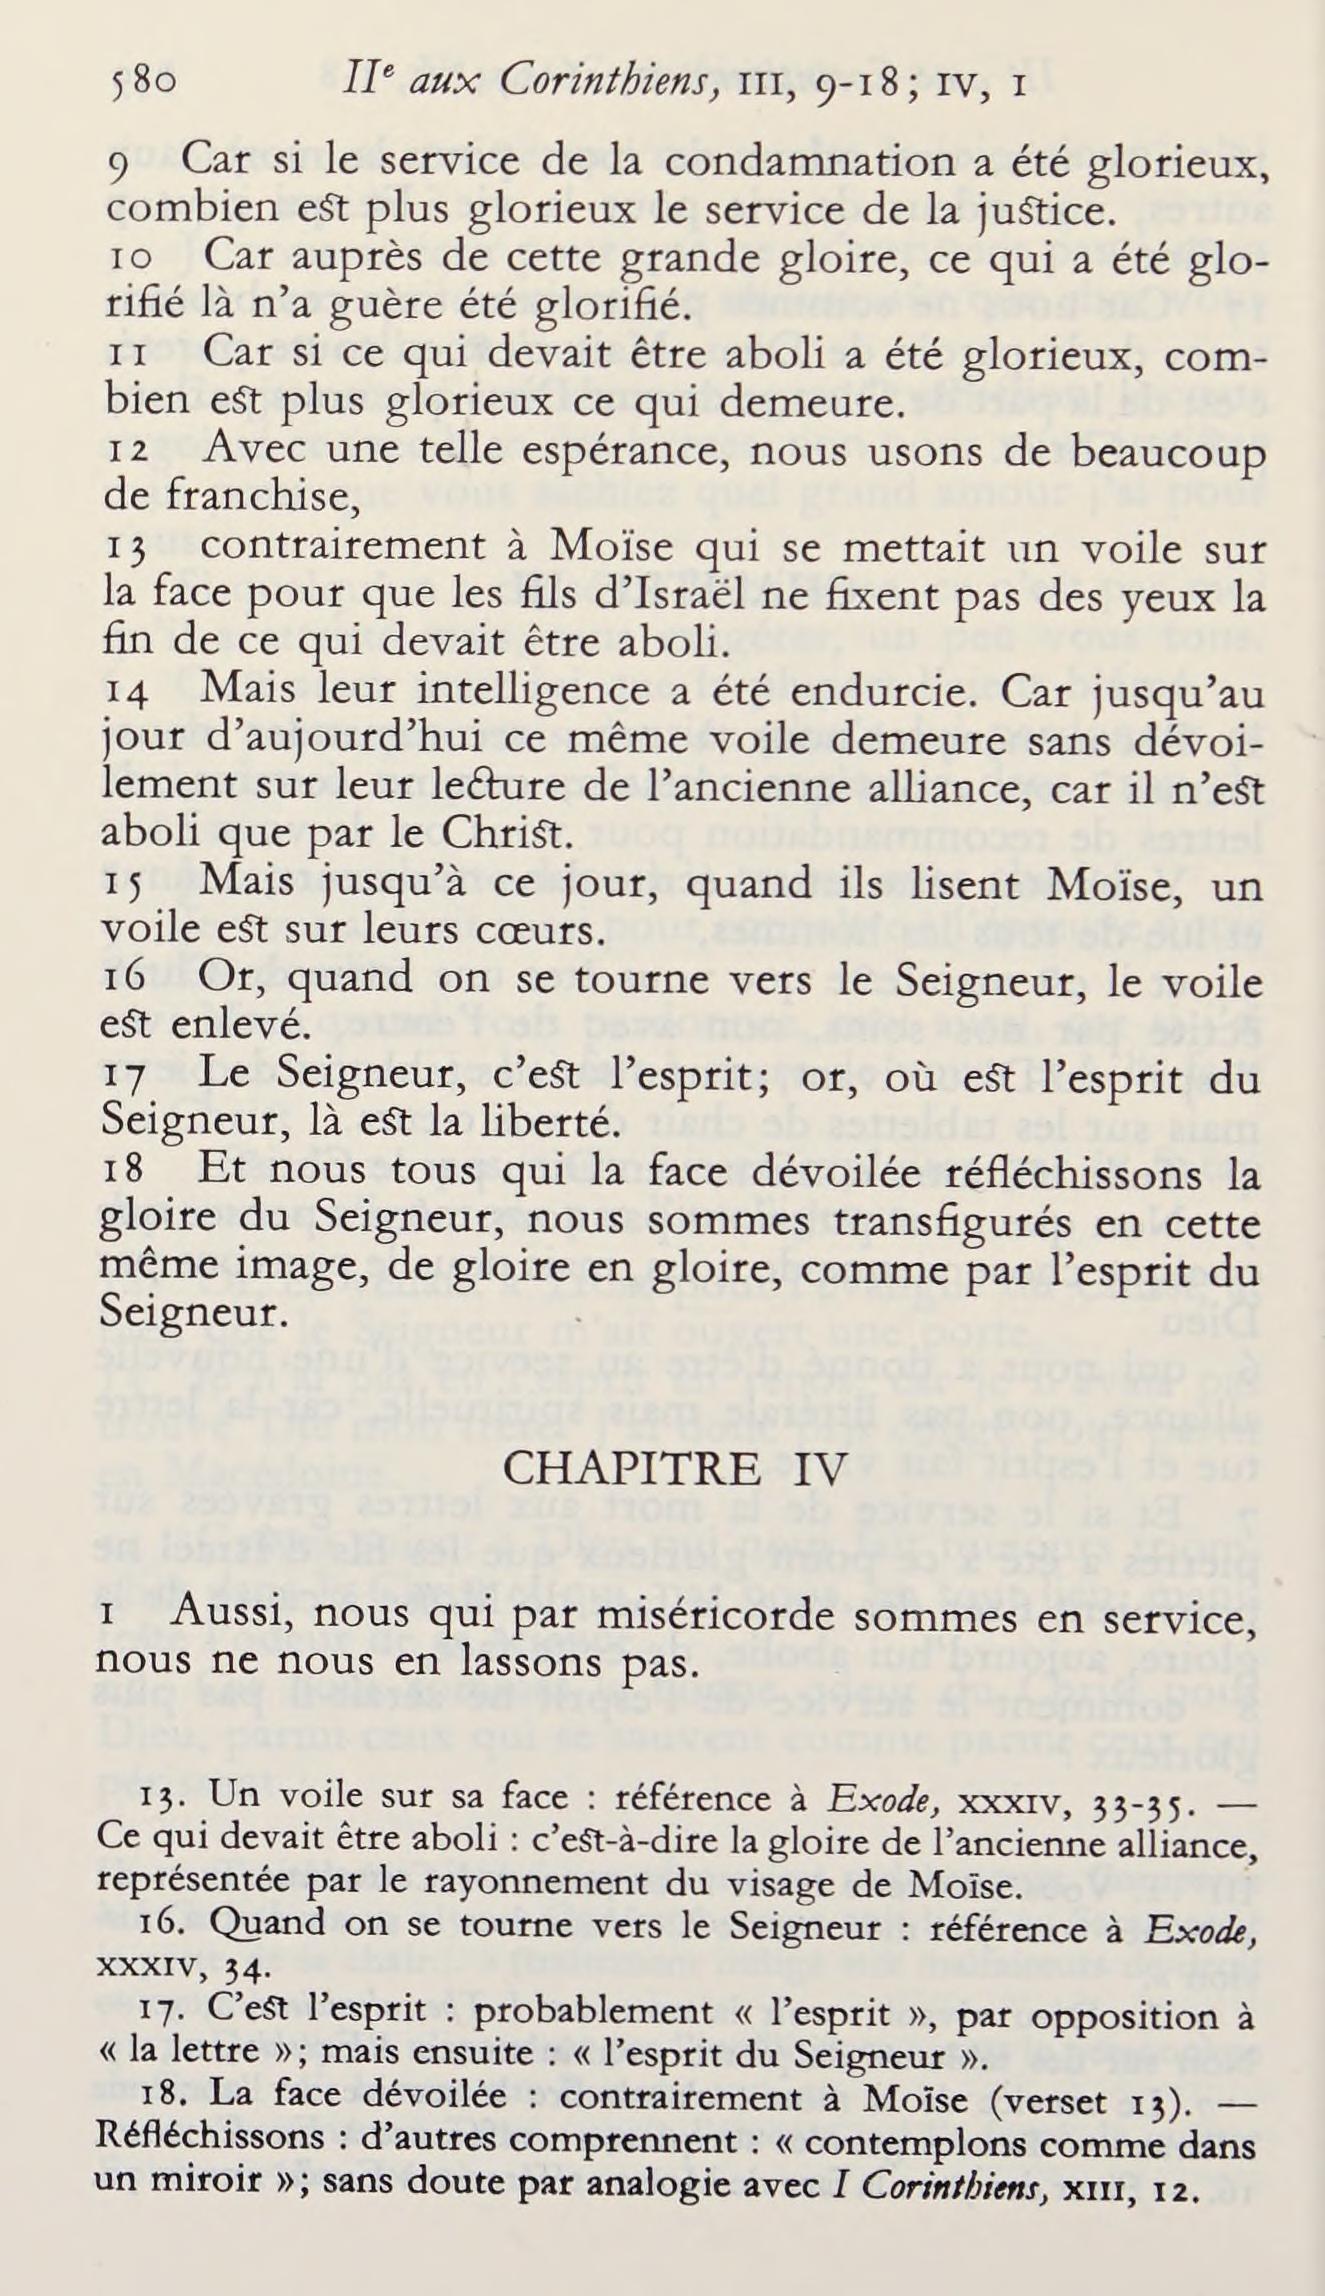 580 IIe aux Corinthiens, III, 9-18; IV, 1
9 Car si le service de la condamnation a été glorieux,
combien est plus glorieux le service de la justice.
10 Car auprès de cette grande gloire, ce qui a été glo-
rifié là n’a guère été glorifié.
11 Car si ce qui devait être aboli a été glorieux, com-
bien est plus glorieux ce qui demeure.
12 Avec une telle espérance, nous usons de beaucoup
de franchise,
13 contrairement à Moïse qui se mettait un voile sur
la face pour que les fils d’Israël ne fixent pas des yeux la
fin de ce qui devait être aboli.
14 Mais leur intelligence a été endurcie. Car jusqu’au
jour d’aujourd’hui ce même voile demeure sans dévoi-
lement sur leur lecture de l’ancienne alliance, car il n’est
aboli que par le Christ.
15 Mais jusqu’à ce jour, quand ils lisent Moïse, un
voile est sur leurs cœurs.
16 Or, quand on se tourne vers le Seigneur, le voile
est enlevé.
17 Le Seigneur, c’est l’esprit; or, où est l’esprit du
Seigneur, là est la liberté.
18 Et nous tous qui la face dévoilée réfléchissons la
gloire du Seigneur, nous sommes transfigurés en cette
même image, de gloire en gloire, comme par l’esprit du
Seigneur.
CHAPITRE IV
1 Aussi, nous qui par miséricorde sommes en service,
nous ne nous en lassons pas.
13. Un voile sur sa face : référence à Exode, XXXIV, 33-35. —
Ce qui devait être aboli : c’est-à-dire la gloire de l’ancienne alliance,
représentée par le rayonnement du visage de Moïse.
16. Quand on se tourne vers le Seigneur : référence à Exode,
XXXIV, 34.
17. C’est l’esprit : probablement « l’esprit », par opposition à
« la lettre »; mais ensuite : « l’esprit du Seigneur ».
18. La face dévoilée : contrairement à Moïse (verset 13). —
Réfléchissons : d’autres comprennent : « contemplons comme dans
un miroir »; sans doute par analogie avec I Corinthiens, XIII, 12.